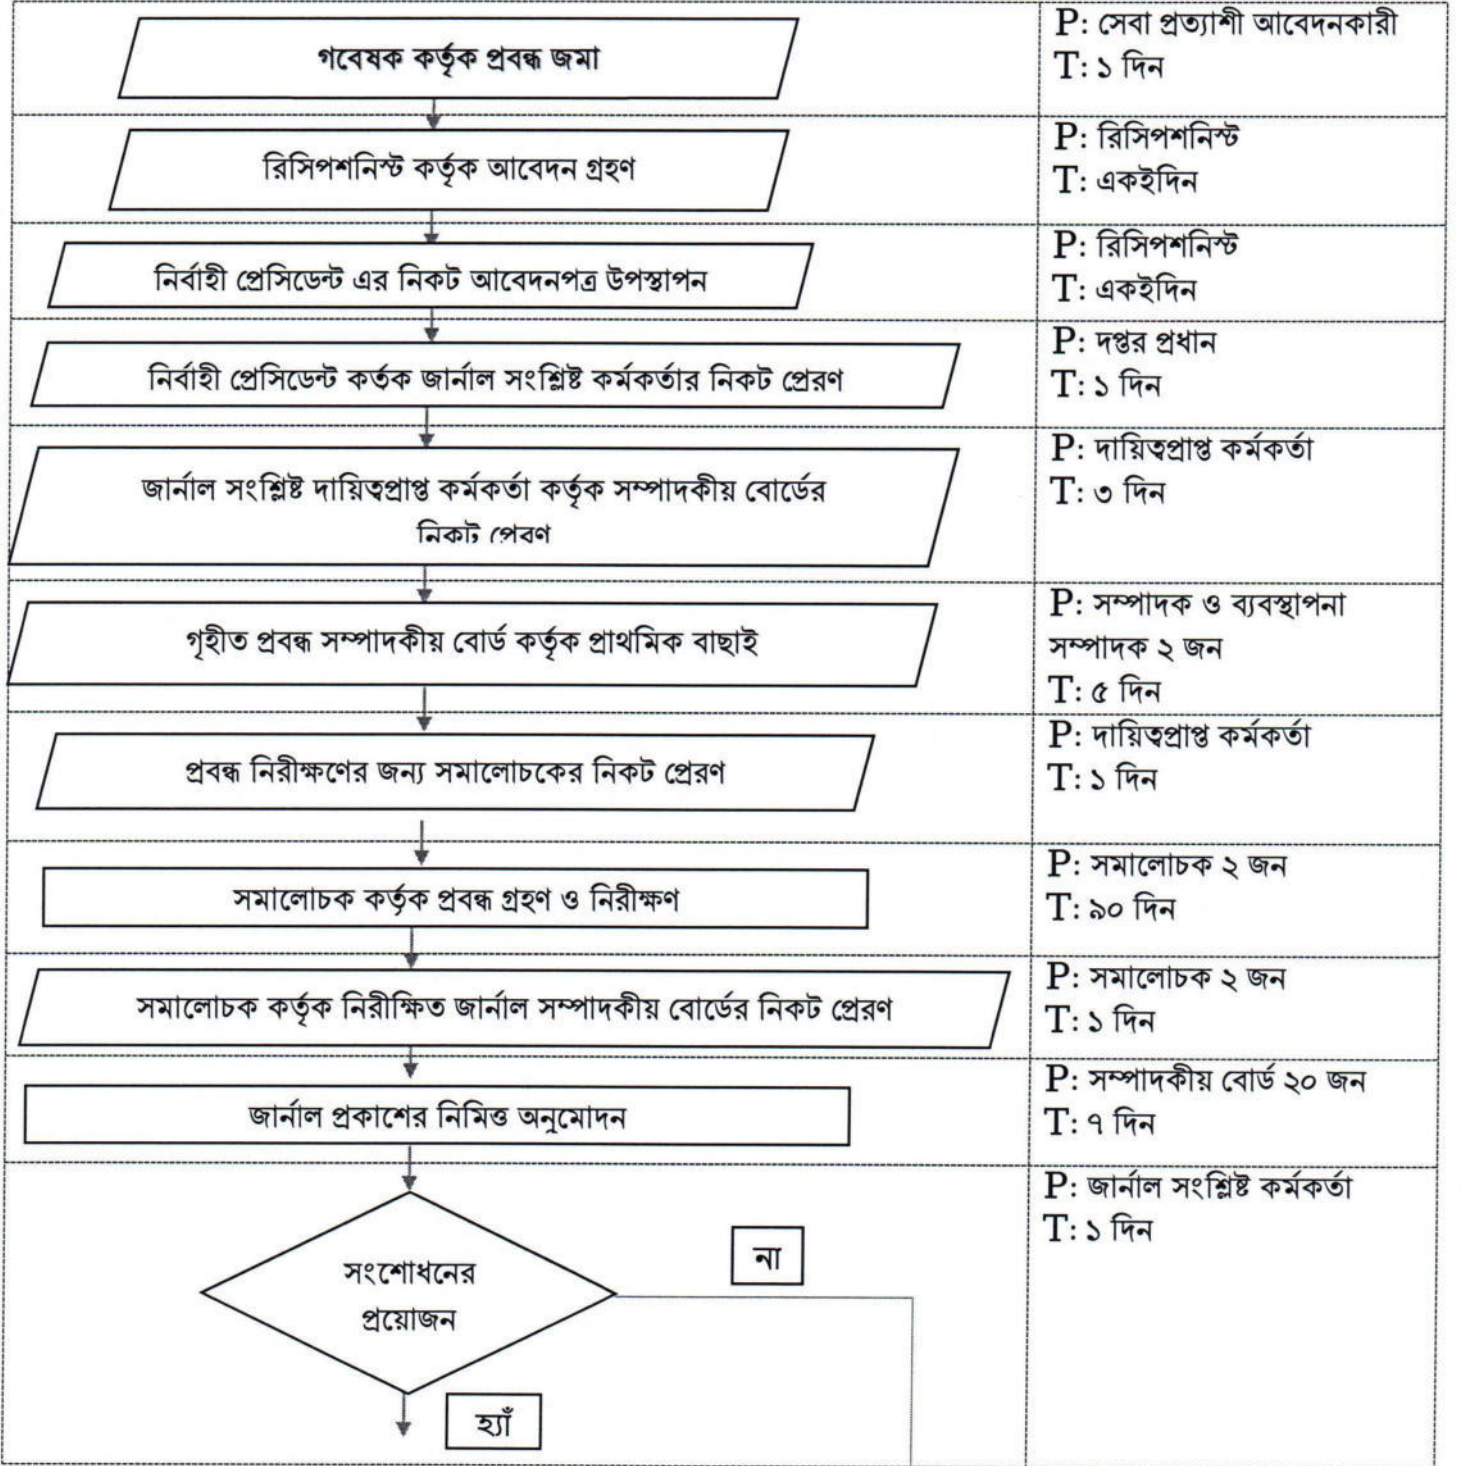 গবেষক কর্তৃক প্রবন্ধ জমা
P: সেবা প্রত্যাশী আবেদনকারী
T: ১ দিন
রিসিপশনিস্ট কর্তৃক আবেদন গ্রহণ
P: রিসিপশনিস্ট
T: একইদিন
নির্বাহী প্রেসিডেন্ট এর নিকট আবেদনপত্র উপস্থাপন
P: রিসিপশনিস্ট
T: একইদিন
নির্বাহী প্রেসিডেন্ট কর্তক জার্নাল সংশ্লিষ্ট কর্মকর্তার নিকট প্রেরণ
P: দপ্তর প্রধান
T: ১ দিন
জার্নাল সংশ্লিষ্ট দায়িত্বপ্রাপ্ত কর্মকর্তা কর্তৃক সম্পাদকীয় বোর্ডের
নিকট প্রেরণ
P: দায়িত্বপ্রাপ্ত কর্মকর্তা
T: ৩ দিন
গৃহীত প্রবন্ধ সম্পাদকীয় বোর্ড কর্তৃক প্রাথমিক বাছাই
P: সম্পাদক ও ব্যবস্থাপনা
সম্পাদক ২ জন
T: ৫ দিন
প্রবন্ধ নিরীক্ষণের জন্য সমালোচকের নিকট প্রেরণ
P: দায়িত্বপ্রাপ্ত কর্মকর্তা
T: ১ দিন
সমালোচক কর্তৃক প্রবন্ধ গ্রহণ ও নিরীক্ষণ
P: সমালোচক ২ জন
T: ৯০ দিন
সমালোচক কর্তৃক নিরীক্ষিত জার্নাল সম্পাদকীয় বোর্ডের নিকট প্রেরণ
P: সমালোচক ২ জন
T: ১ দিন
জার্নাল প্রকাশের নিমিত্ত অনুমোদন
P: সম্পাদকীয় বোর্ড ২০ জন
T: ৭ দিন
P: জার্নাল সংশ্লিষ্ট কর্মকর্তা
T: ১ দিন
সংশোধনের
প্রয়োজন
না
হ্যাঁ